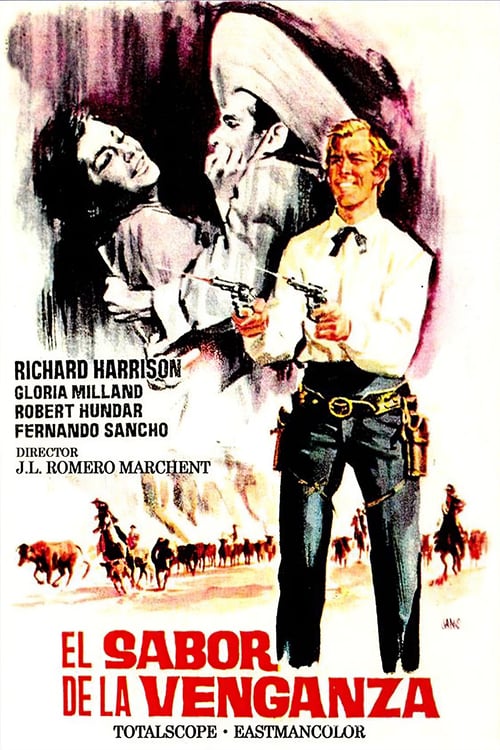 RICHARD HARRISON
GLORIA MILLAND
ROBERT HUNDAR
FERNANDO SANCHO
DIRECTOR
J.L. ROMERO MARCHENT
JANO
EL SABOR
DE LA VENGANZA
TOTALSCOPE · EASTMANCOLOR